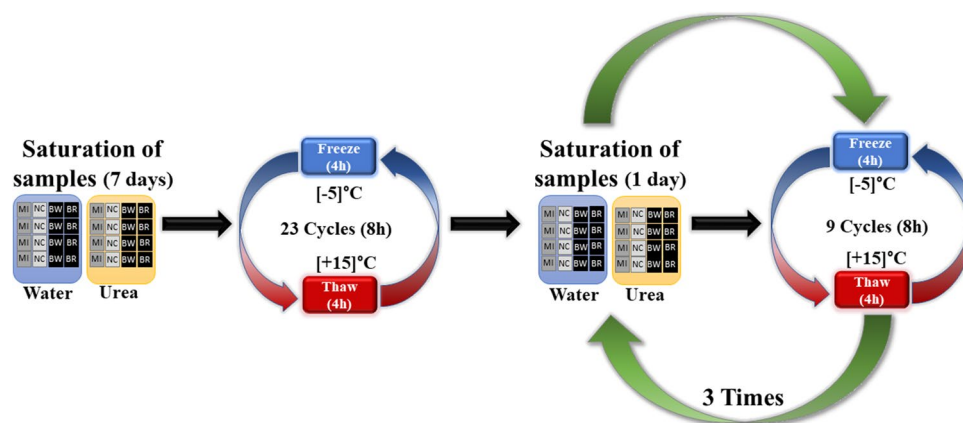 Saturation of
samples (7 days)
MI NC BW BR
MI NC BW BR
MI NC BW BR
MI NC BW BR
MI NC BW BR
MI NC BW BR
MI NC BW BR
MI NC BW BR
Water
Urea
Freeze
(4h)
[-5]°C
23 Cycles (8h)
[+15]°C
Thaw
(4h)
Saturation of
samples (1 day)
MI NC BW BR
MI NC BW BR
MI NC BW BR
MI NC BW BR
MI NC BW BR
MI NC BW BR
MI NC BW BR
MI NC BW BR
Water
Urea
Freeze
(4h)
[-5]°C
9 Cycles (8h)
[+15]°C
Thaw
(4h)
3 Times